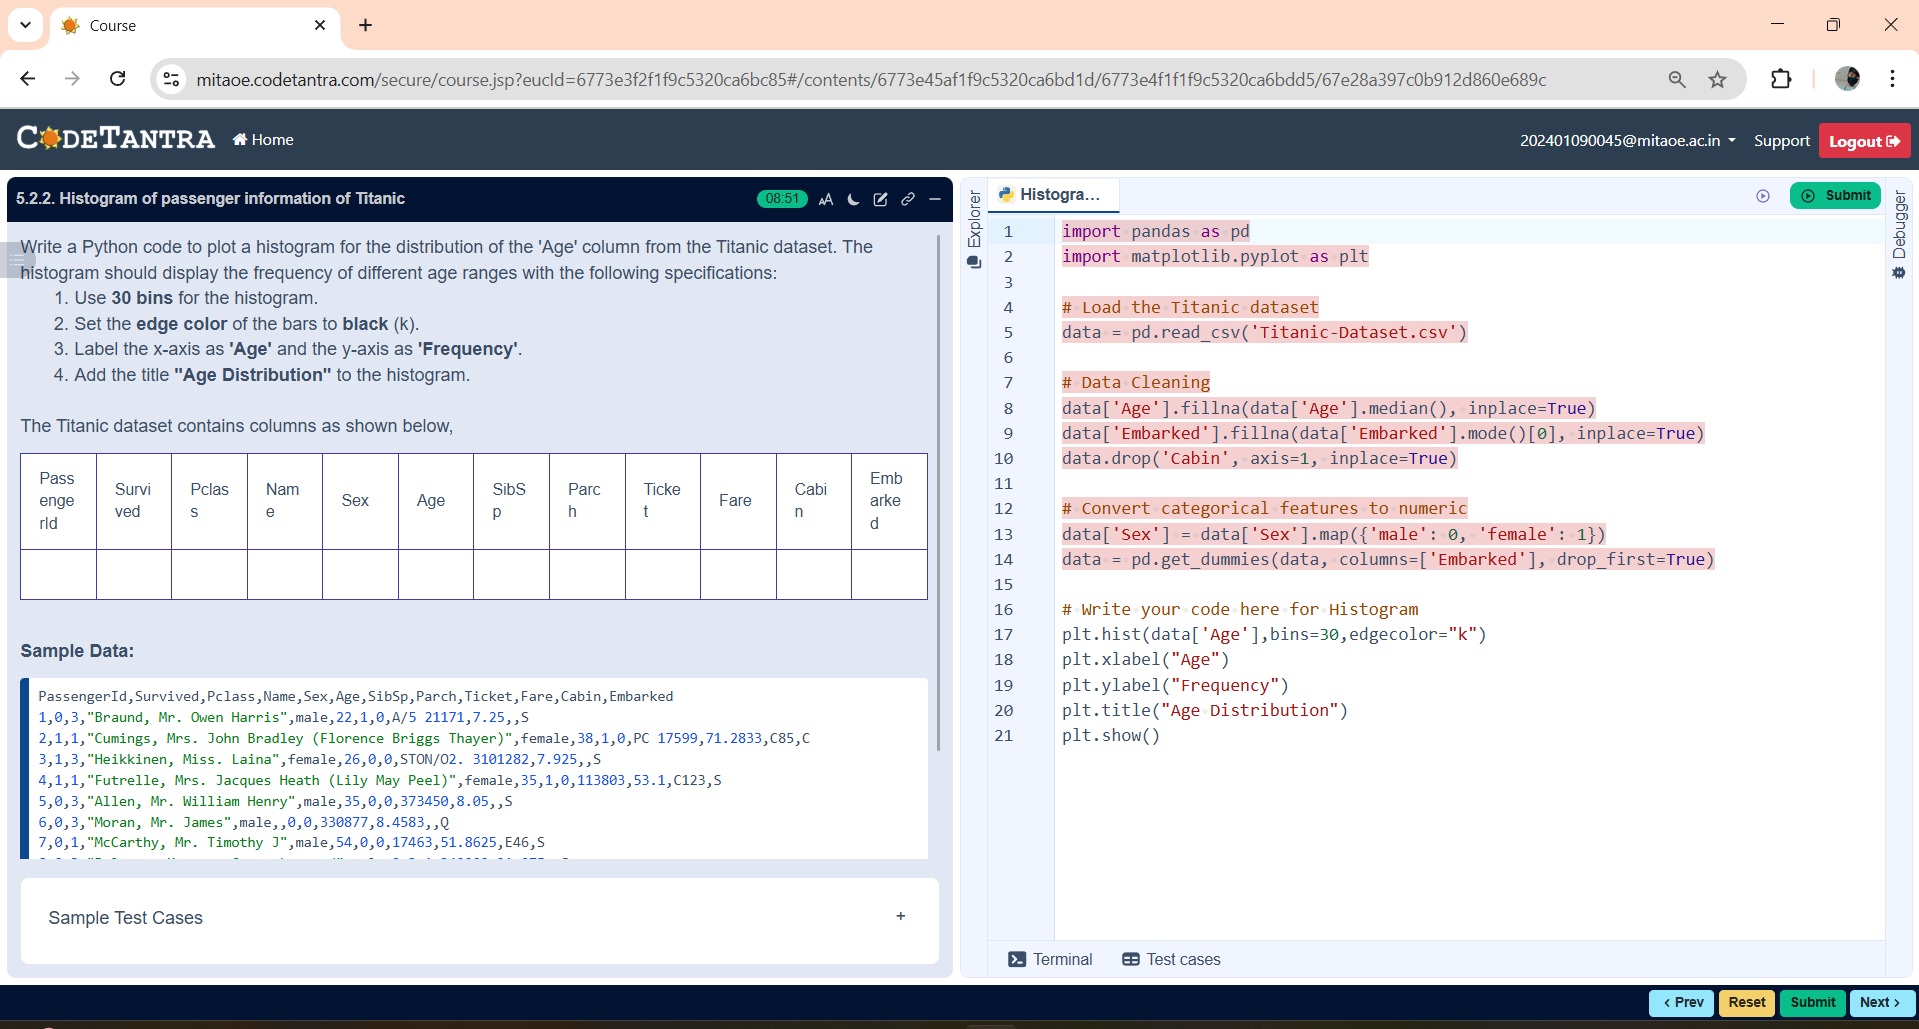 Course
mitaoe.codetantra.com/secure/course.jsp?eucId=6773e3f2f1f9c5320ca6bc85#/contents/6773e45af1f9c5320ca6bd1d/6773e4f1f1f9c5320ca6bdd5/67e28a397c0b912d860e689c
CODETANTRA
Home
202401090045@mitaoe.ac.in
Support
Logout
5.2.2. Histogram of passenger information of Titanic
08:51
Write a Python code to plot a histogram for the distribution of the 'Age' column from the Titanic dataset. The
histogram should display the frequency of different age ranges with the following specifications:
1. Use 30 bins for the histogram.
2. Set the edge color of the bars to black (k).
3. Label the x-axis as 'Age' and the y-axis as 'Frequency'.
4. Add the title "Age Distribution" to the histogram.
The Titanic dataset contains columns as shown below,
Pass
enge
rId
Survi
ved
Pclas
s
Nam
e
Sex
Age
SibS
p
Parc
h
Ticke
t
Fare
Cabi
n
Emb
arke
d
Sample Data:
PassengerId,Survived,Pclass,Name,Sex,Age,SibSp,Parch,Ticket,Fare,Cabin,Embarked
1,0,3,"Braund, Mr. Owen Harris",male,22,1,0,A/5 21171,7.25,,S
2,1,1,"Cumings, Mrs. John Bradley (Florence Briggs Thayer)",female,38,1,0,PC 17599,71.2833,C85,C
3,1,3,"Heikkinen, Miss. Laina",female,26,0,0,STON/O2. 3101282,7.925,,S
4,1,1,"Futrelle, Mrs. Jacques Heath (Lily May Peel)",female,35,1,0,113803,53.1,C123,S
5,0,3,"Allen, Mr. William Henry",male,35,0,0,373450,8.05,,S
6,0,3,"Moran, Mr. James",male,,0,0,330877,8.4583,,Q
7,0,1,"McCarthy, Mr. Timothy J",male,54,0,0,17463,51.8625,E46,S
Sample Test Cases
+
Explorer
Histogra...
Submit
Debugger
1 import pandas as pd
2 import matplotlib.pyplot as plt
3
4 # Load the Titanic dataset
5 data = pd.read_csv('Titanic-Dataset.csv')
6
7 # Data Cleaning
8 data['Age'].fillna(data['Age'].median(), inplace=True)
9 data['Embarked'].fillna(data['Embarked'].mode()[0], inplace=True)
10 data.drop('Cabin', axis=1, inplace=True)
11
12 # Convert categorical features to numeric
13 data['Sex'] = data['Sex'].map({'male': 0, 'female': 1})
14 data = pd.get_dummies(data, columns=['Embarked'], drop_first=True)
15
16 # Write your code here for Histogram
17 plt.hist(data['Age'],bins=30,edgecolor="k")
18 plt.xlabel("Age")
19 plt.ylabel("Frequency")
20 plt.title("Age Distribution")
21 plt.show()
Terminal
Test cases
< Prev
Reset
Submit
Next >